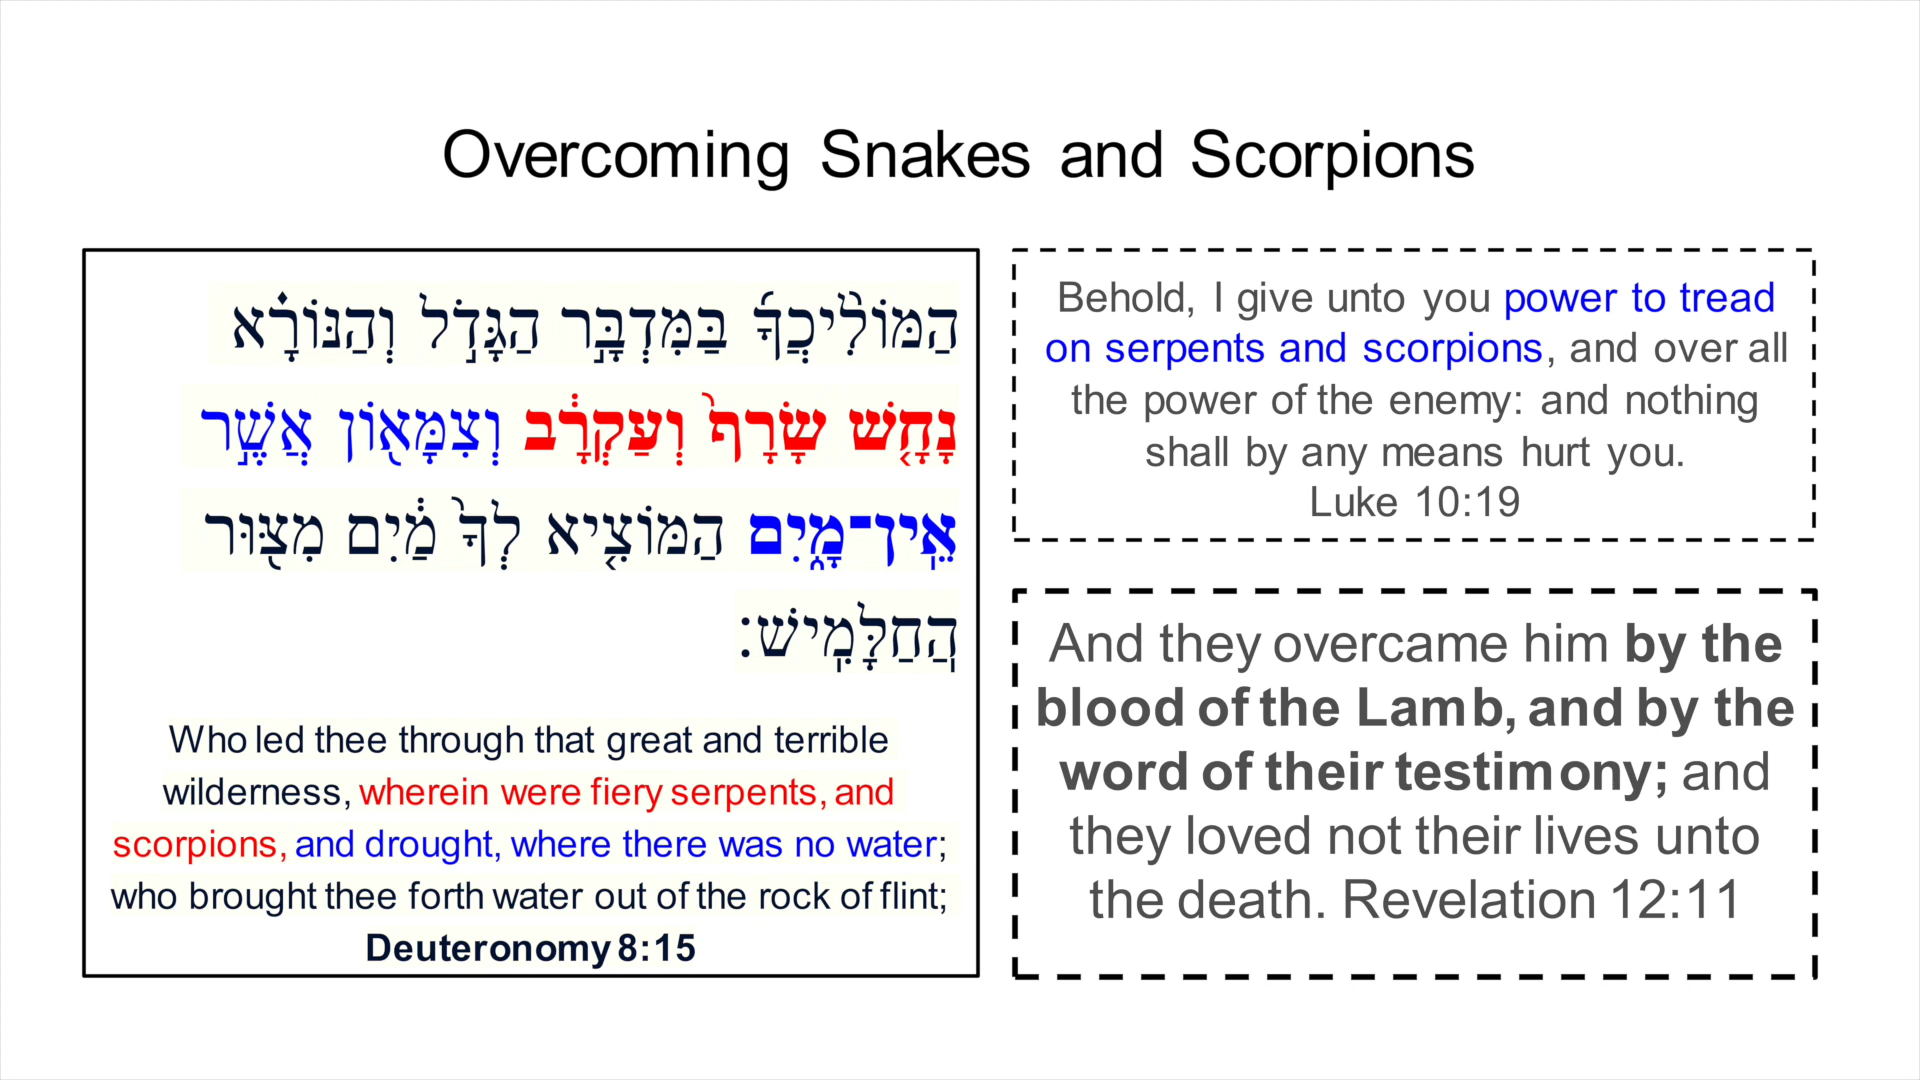 Overcoming Snakes and Scorpions
הַמּוֹלִ֨יכְךָ֜ בַּמִּדְבָּ֣ר הַגָּדֹ֣ל וְהַנּוֹרָ֗א
נָחָ֤שׁ שָׂרָף֙ וְעַקְרָ֔ב וְצִמָּא֖וֹן אֲשֶׁ֣ר
אֵֽין־מָ֑יִם הַמּוֹצִ֤יא לְךָ֙ מַ֔יִם מִצּ֖וּר
הַֽחַלָּמִֽישׁ׃
Who led thee through that great and terrible
wilderness, wherein were fiery serpents, and
scorpions, and drought, where there was no water;
who brought thee forth water out of the rock of flint;
Deuteronomy 8:15
Behold, I give unto you power to tread
on serpents and scorpions, and over all
the power of the enemy: and nothing
shall by any means hurt you.
Luke 10:19
And they overcame him by the
blood of the Lamb, and by the
word of their testimony; and
they loved not their lives unto
the death. Revelation 12:11